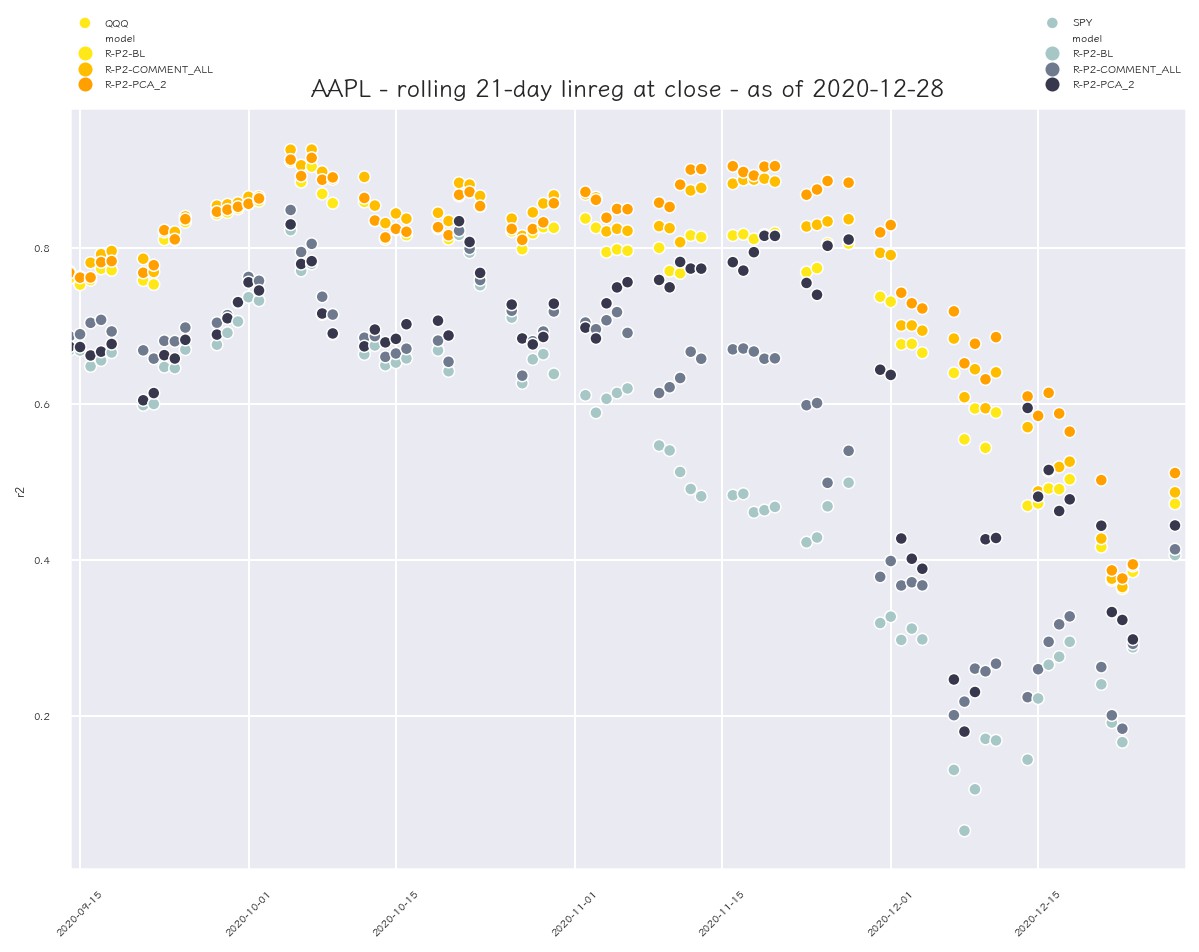 QQQ
model
R-P2-BL
R-P2-COMMENT_ALL
R-P2-PCA_2
SPY
model
R-P2-BL
R-P2-COMMENT_ALL
R-P2-PCA_2
AAPL - rolling 21-day linreg at close - as of 2020-12-28
r2
0.8
0.6
0.4
0.2
2020-09-15
2020-10-01
2020-10-15
2020-11-01
2020-11-15
2020-12-01
2020-12-15